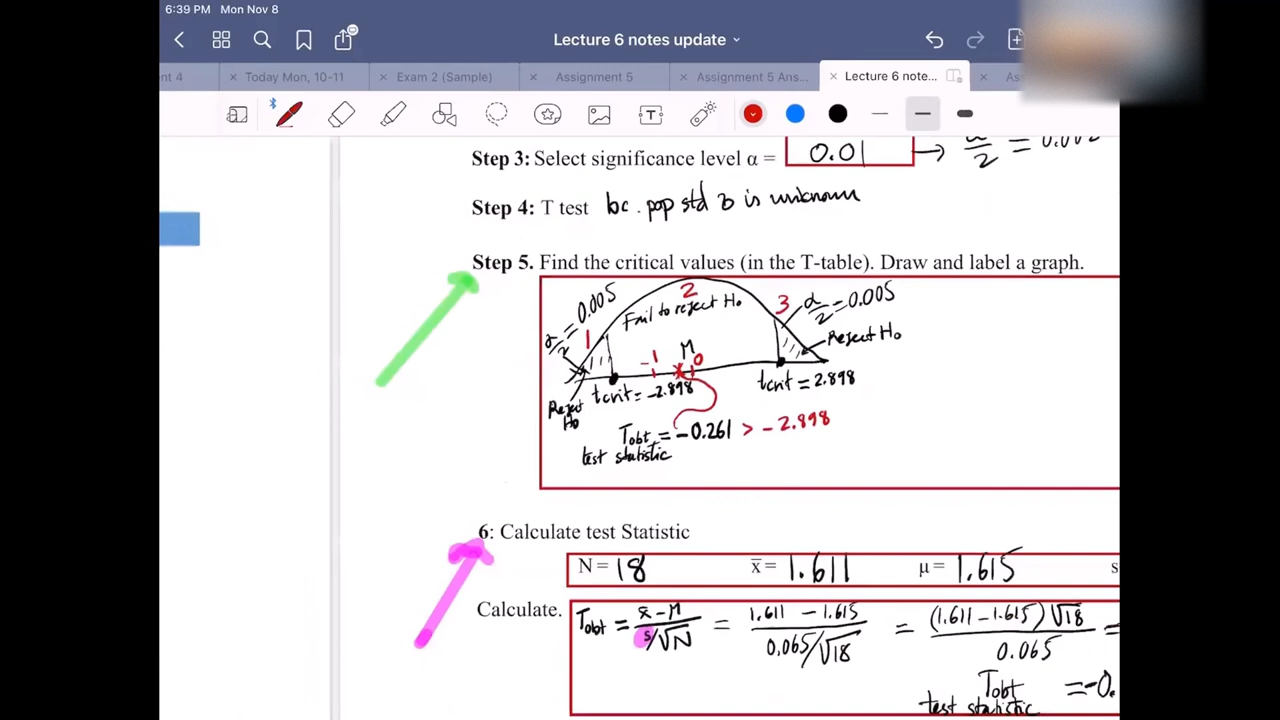 6:39 PM Mon Nov 8
Lecture 6 notes update
nt 4
Today Mon, 10-11
Exam 2 (Sample)
Assignment 5
Assignment 5 Ans...
Lecture 6 note...
As
Step 3: Select significance level α = 0.01 → α/2 =
Step 4: T test bc. pop std σ is unknown
Step 5. Find the critical values (in the T-table). Draw and label a graph.
α/2 = 0.005
1
2
Fail to reject Ho
3
α/2 = 0.005
Reject Ho
-1
M
0
Reject Ho
tcrit = -2.898
tcrit = 2.898
Tobt = -0.261 > -2.898
test statistic
6: Calculate test Statistic
N = 18 x̄ = 1.611 μ = 1.615 s
Calculate. Tobt = x̄ - M / s/√N = 1.611 - 1.615 / 0.065/√18 = (1.611 - 1.615) √18 / 0.065 =
Tobt = -0.
test statistic